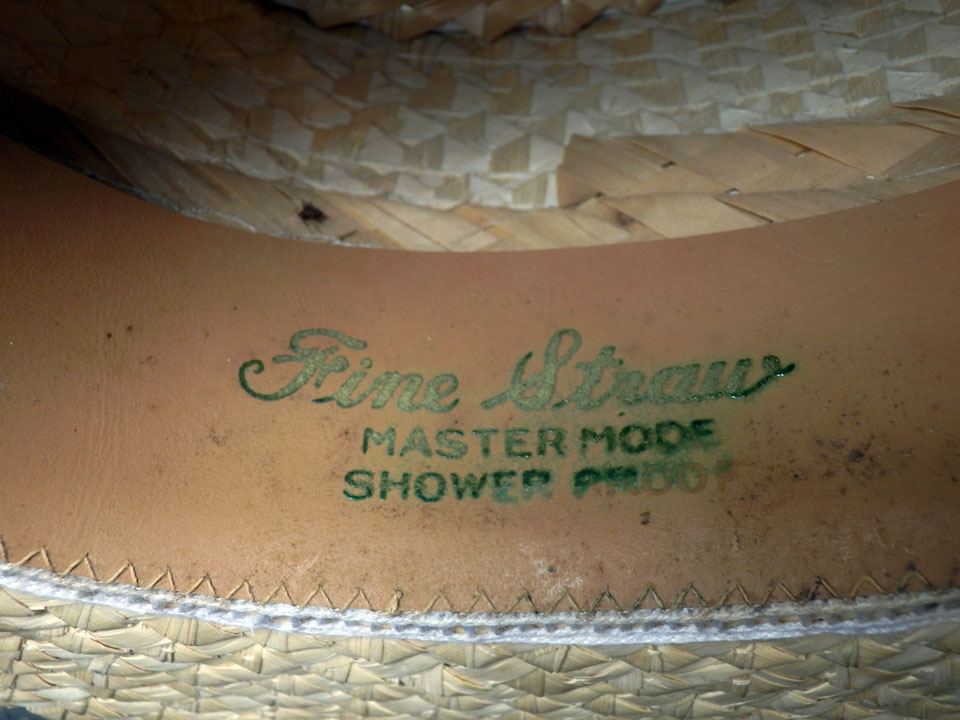 Fine Straw
MASTER MODE
SHOWER PROOF